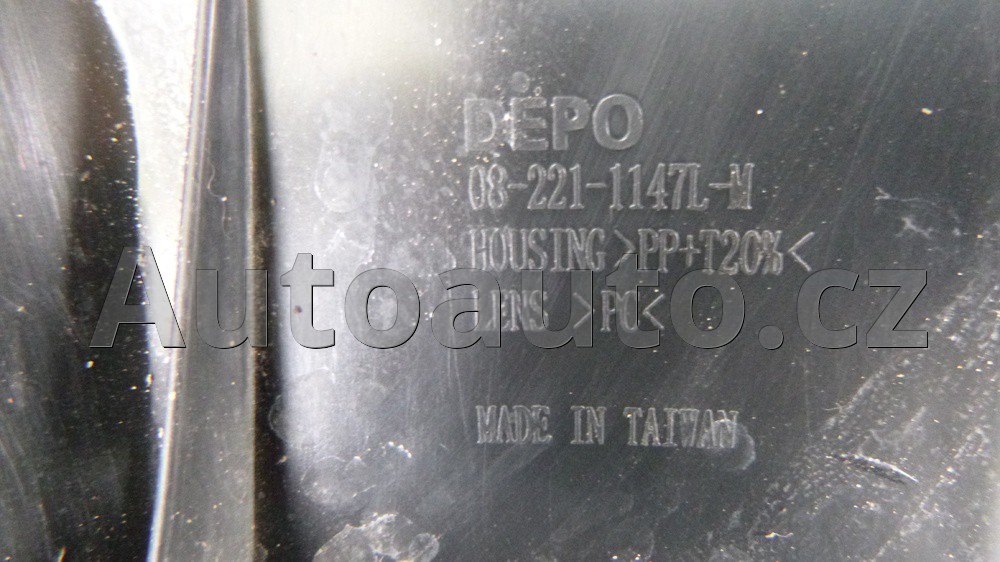 DEPO
08-221-1147L-M
HOUSING >PP+T20%<
LENS >PC<
Autoauto.cz
MADE IN TAIWAN